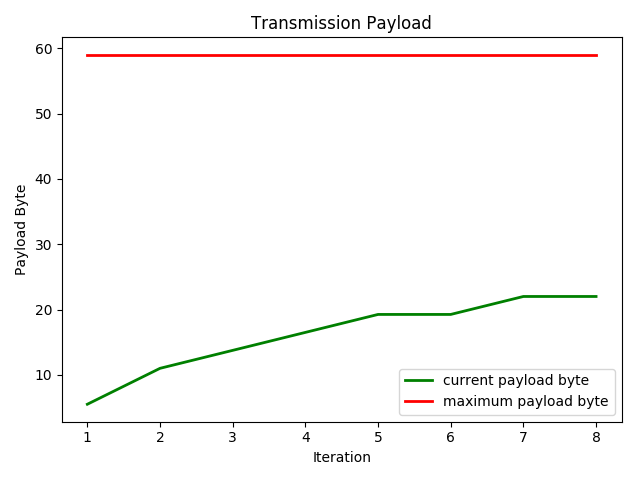 Transmission Payload
60
50
40
30
20
10
Payload Byte
current payload byte
maximum payload byte
1 2 3 4 5 6 7 8
Iteration